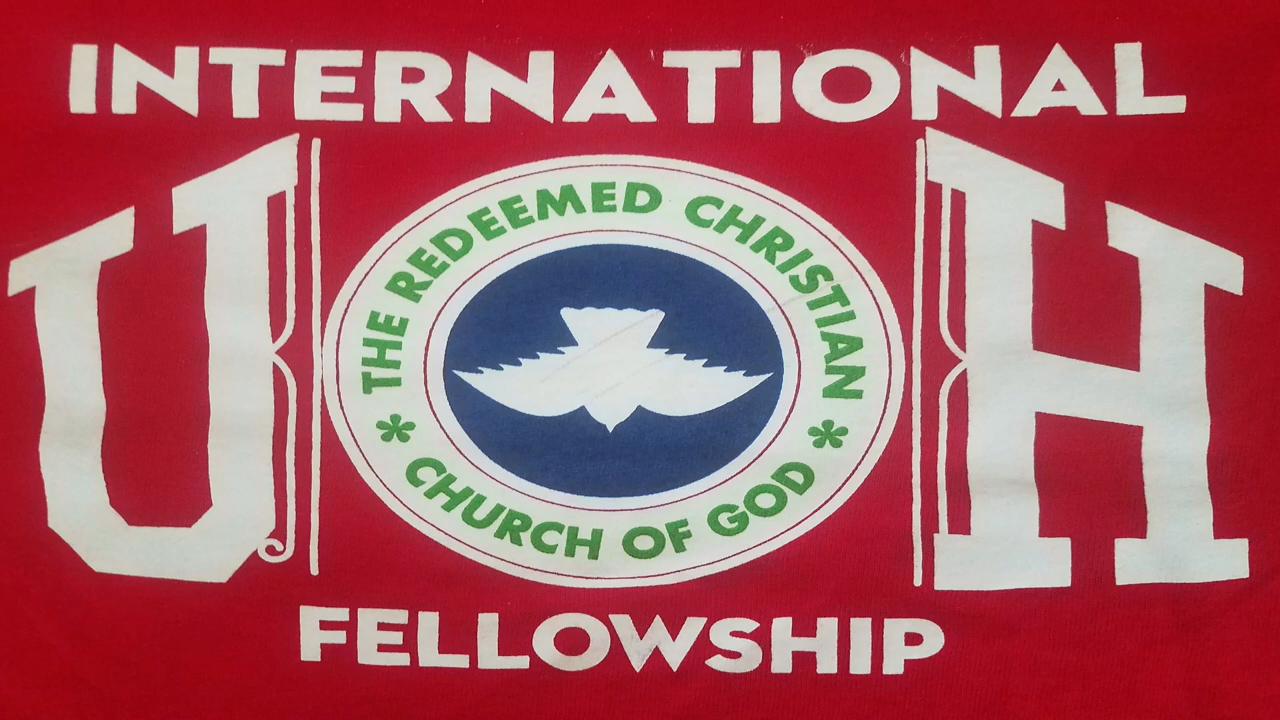 INTERNATIONAL
U H
THE REDEEMED CHRISTIAN
* CHURCH OF GOD *
FELLOWSHIP